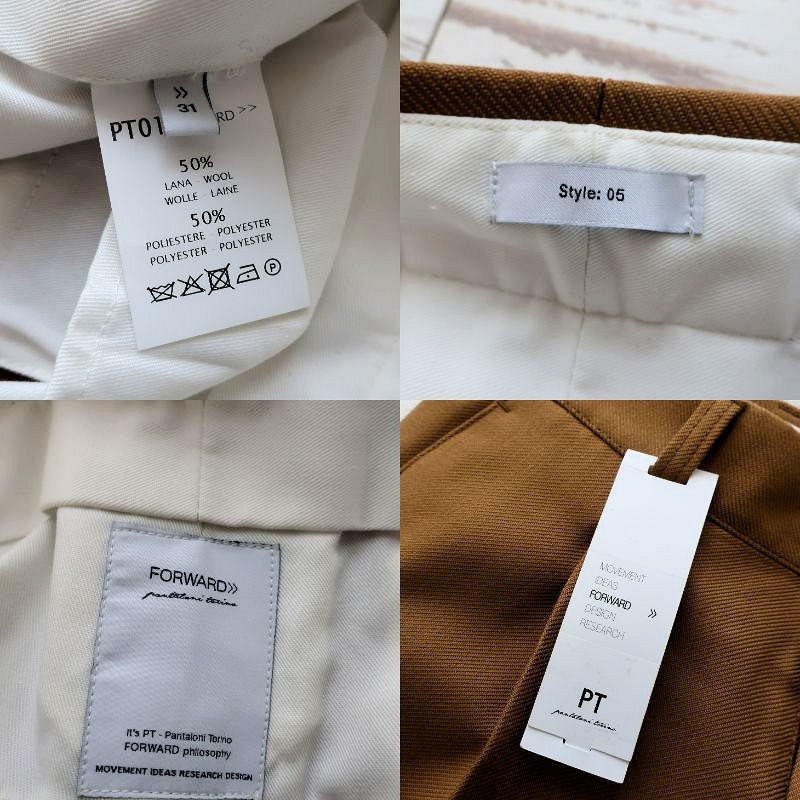 »
31
PT01
RD >>
50%
LANA - WOOL
WOLLE - LAINE
50%
POLIESTERE - POLYESTER
POLYESTER - POLYESTER
P
Style: 05
FORWARD»
pantaloni torino
it's PT - Pantaloni Torino
FORWARD philosophy
MOVEMENT IDEAS RESEARCH DESIGN
MOVEMENT
IDEAS
FORWARD »
DESIGN
RESEARCH
PT
pantaloni torino